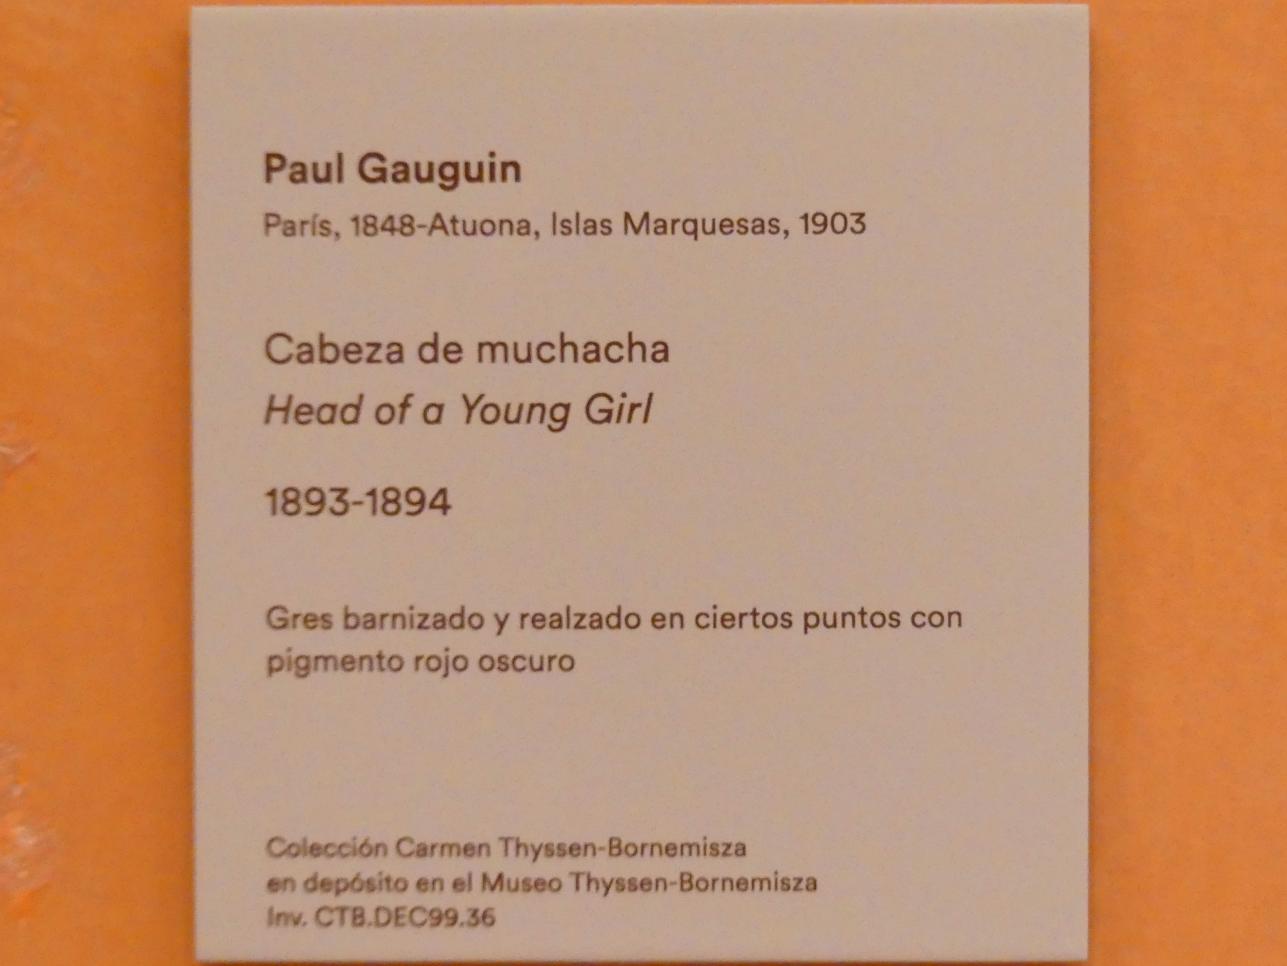 Paul Gauguin
París, 1848-Atuona, Islas Marquesas, 1903
Cabeza de muchacha
Head of a Young Girl
1893-1894
Gres barnizado y realzado en ciertos puntos con
pigmento rojo oscuro
Colección Carmen Thyssen-Bornemisza
en depósito en el Museo Thyssen-Bornemisza
Inv. CTB.DEC99.36